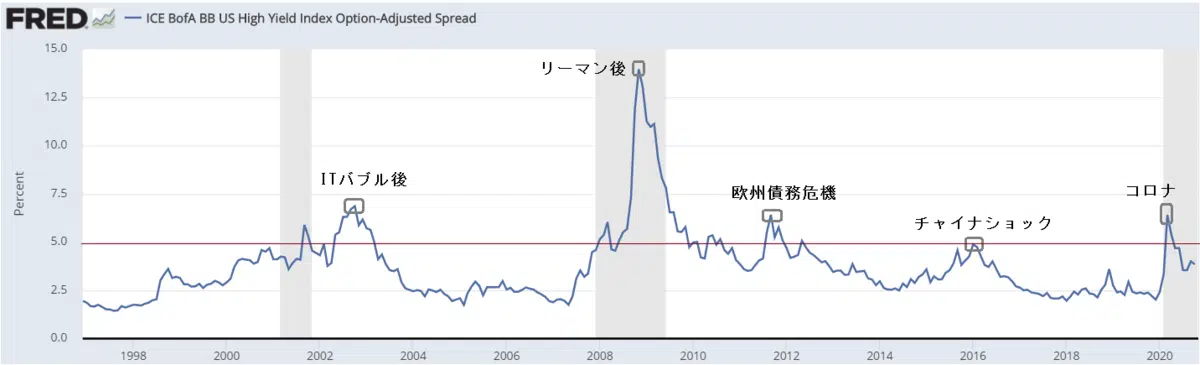 FRED
ICE BofA BB US High Yield Index Option-Adjusted Spread
15.0
12.5
10.0
7.5
5.0
2.5
0.0
Percent
ITバブル後
リーマン後
欧州債務危機
チャイナショック
コロナ
1998
2000
2002
2004
2006
2008
2010
2012
2014
2016
2018
2020